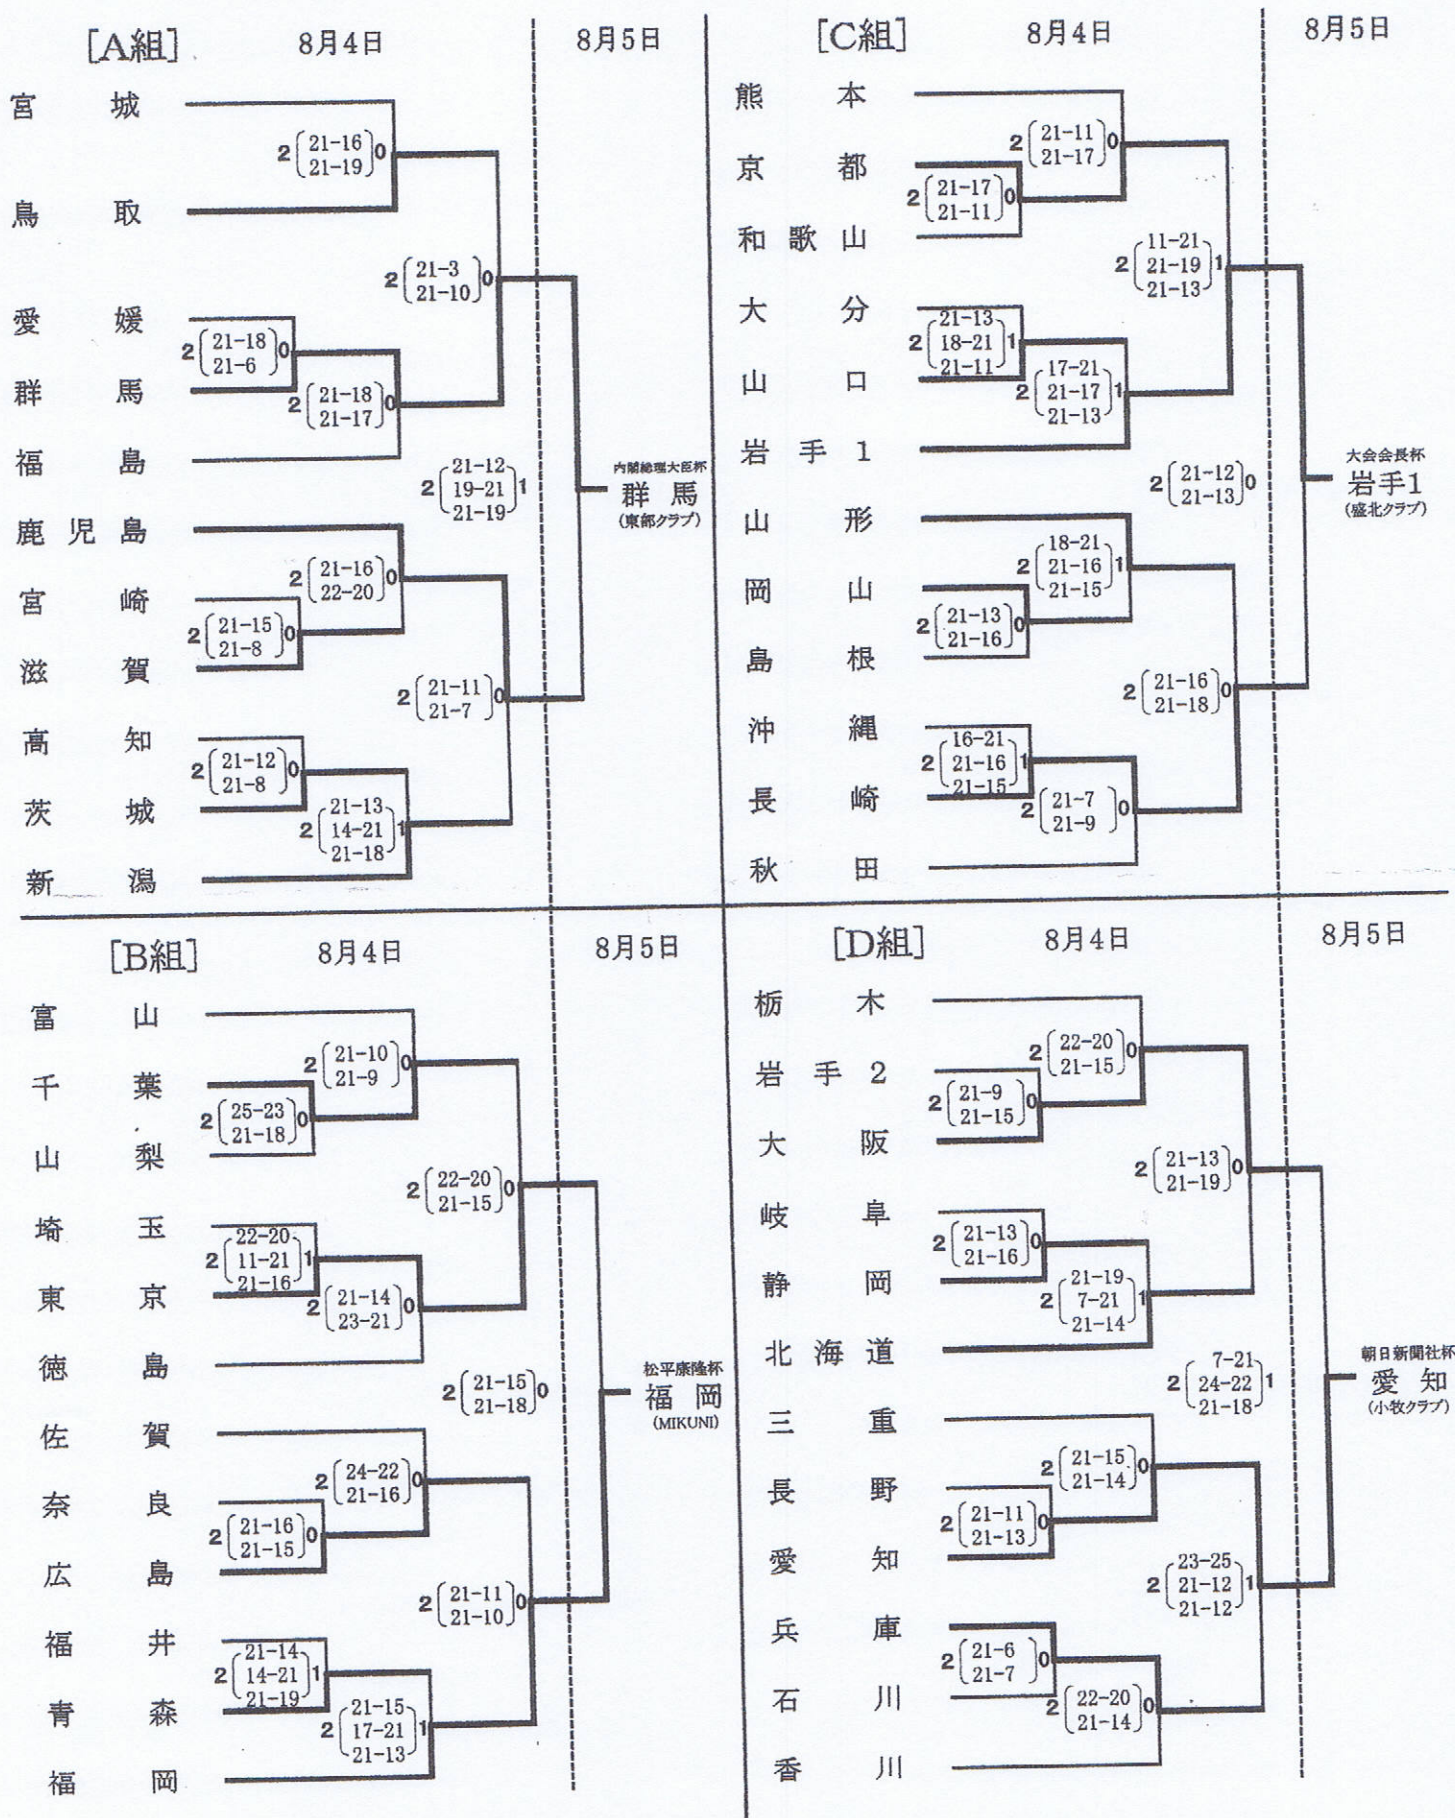 [A組] 8月4日 8月5日
宮城
2 21-16 0
21-19
鳥取
2 21-3 0
21-10
愛媛
2 21-18 0
21-6
群馬
2 21-18 0
21-17
福島
21-12
2 19-21 1
21-19
内閣総理大臣杯
群馬
(東部クラブ)
鹿児島
2 21-16 0
22-20
宮崎
2 21-15 0
21-8
滋賀
2 21-11 0
21-7
高知
2 21-12 0
21-8
茨城
21-13
2 14-21 1
21-18
新潟
[C組] 8月4日 8月5日
熊本
2 21-11 0
21-17
京都
2 21-17 0
21-11
和歌山
11-21
2 21-19 1
21-13
大分
21-13
2 18-21 1
21-11
山口
17-21
2 21-17 1
21-13
岩手1
2 21-12 0
21-13
大会会長杯
岩手1
(盛北クラブ)
山形
18-21
2 21-16 1
21-15
岡山
2 21-13 0
21-16
島根
2 21-16 0
21-18
沖縄
16-21
2 21-16 1
21-15
長崎
2 21-7 0
21-9
秋田
[B組] 8月4日 8月5日
富山
2 21-10 0
21-9
千葉
2 25-23 0
21-18
山梨
2 22-20 0
21-15
埼玉
22-20
2 11-21 1
21-16
東京
2 21-14 0
23-21
徳島
2 21-15 0
21-18
松平康隆杯
福岡
(MIKUNI)
佐賀
2 24-22 0
21-16
奈良
2 21-16 0
21-15
広島
2 21-11 0
21-10
福井
21-14
2 14-21 1
21-19
青森
21-15
2 17-21 1
21-13
福岡
[D組] 8月4日 8月5日
栃木
2 22-20 0
21-15
岩手2
2 21-9 0
21-15
大阪
2 21-13 0
21-19
岐阜
2 21-13 0
21-16
静岡
21-19
2 7-21 1
21-14
北海道
7-21
2 24-22 1
21-18
朝日新聞社杯
愛知
(小牧クラブ)
三重
2 21-15 0
21-14
長野
2 21-11 0
21-13
愛知
23-25
2 21-12 1
21-12
兵庫
2 21-6 0
21-7
石川
2 22-20 0
21-14
香川